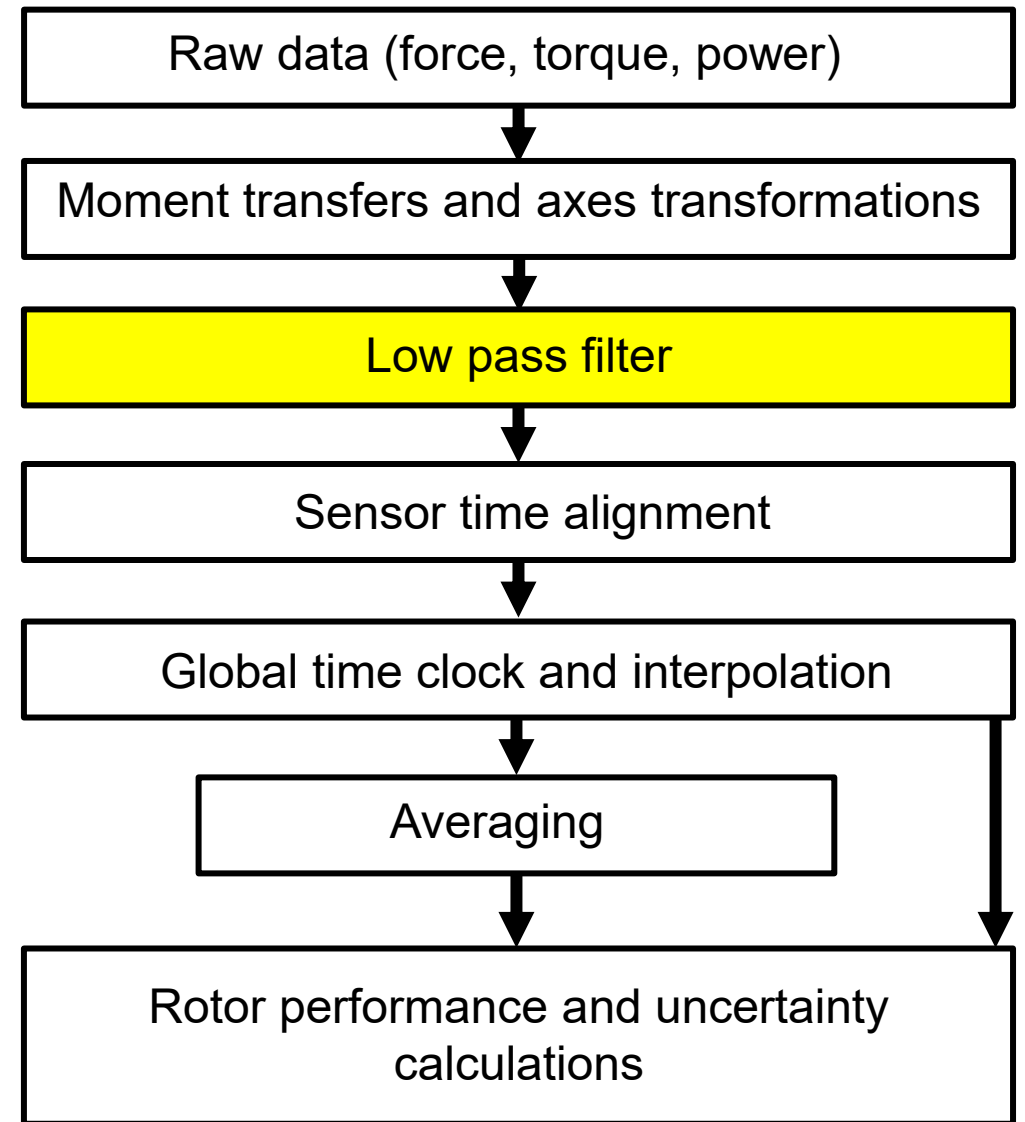 Raw data (force, torque, power)
Moment transfers and axes transformations
Low pass filter
Sensor time alignment
Global time clock and interpolation
Averaging
Rotor performance and uncertainty
calculations